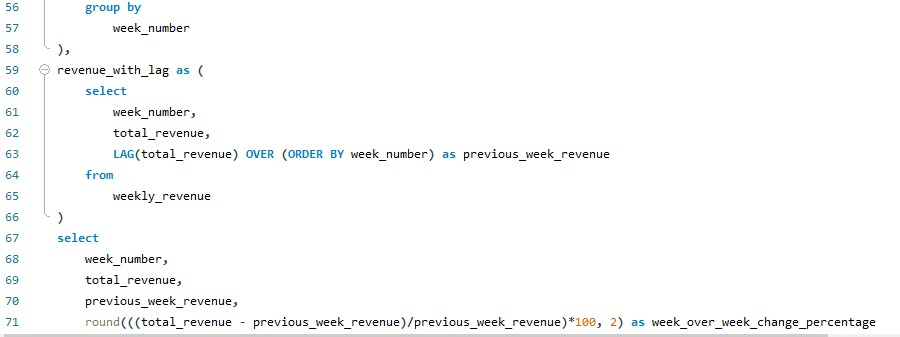 56 group by
57 week_number
58 ),
59 revenue_with_lag as (
60 select
61 week_number,
62 total_revenue,
63 LAG(total_revenue) OVER (ORDER BY week_number) as previous_week_revenue
64 from
65 weekly_revenue
66 )
67 select
68 week_number,
69 total_revenue,
70 previous_week_revenue,
71 round(((total_revenue - previous_week_revenue)/previous_week_revenue)*100, 2) as week_over_week_change_percentage